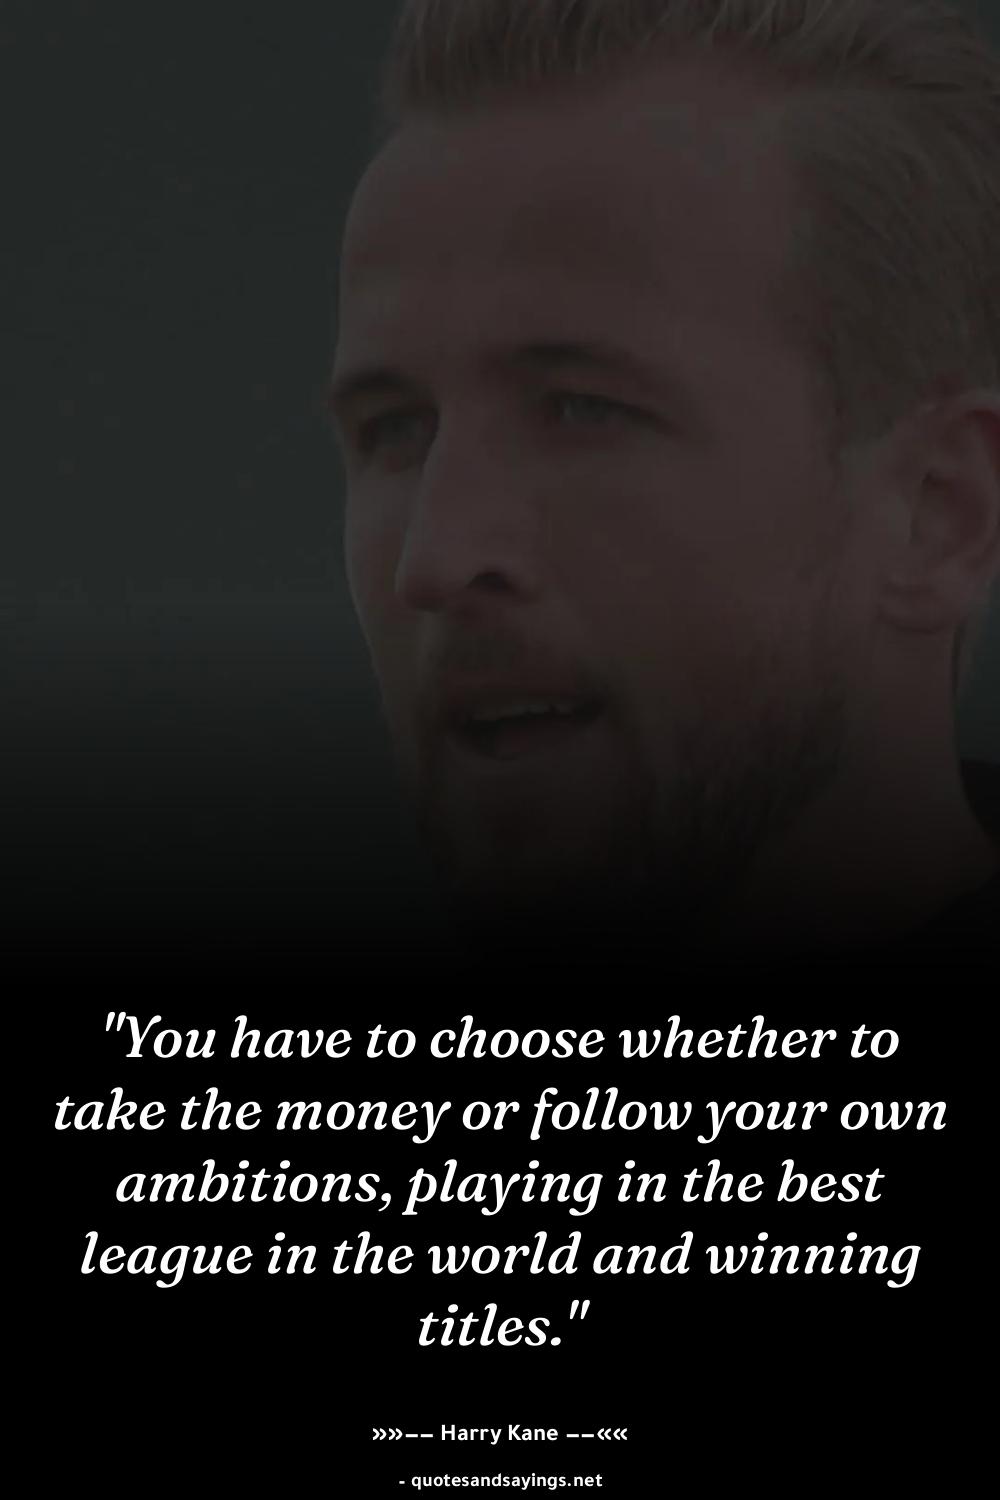 "You have to choose whether to
take the money or follow your own
ambitions, playing in the best
league in the world and winning
titles."
»»−− Harry Kane −−««
- quotesandsayings.net